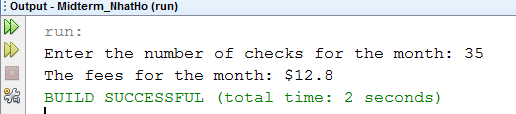 Output - Midterm_NhatHo (run)
run:
Enter the number of checks for the month: 35
The fees for the month: $12.8
BUILD SUCCESSFUL (total time: 2 seconds)